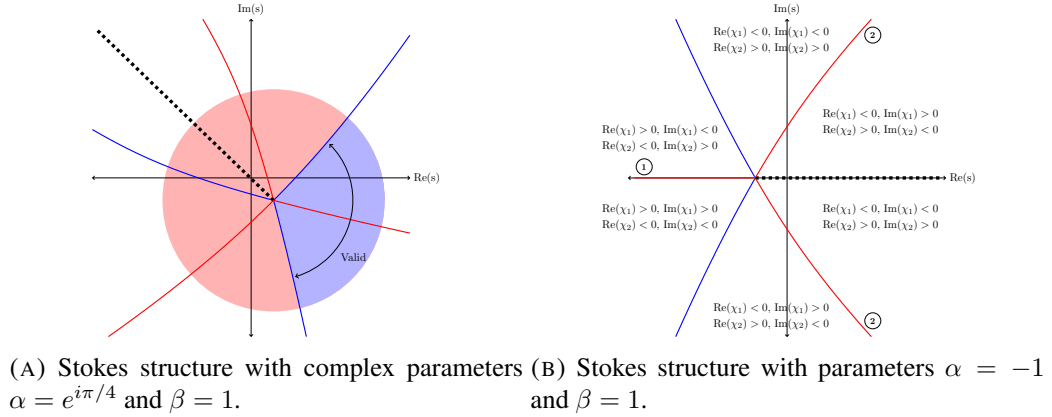 Im(s)
Re(s)
Valid
Im(s)
Re(χ₁) < 0, Im(χ₁) < 0
Re(χ₂) > 0, Im(χ₂) > 0
2
Re(χ₁) < 0, Im(χ₁) > 0
Re(χ₂) > 0, Im(χ₂) < 0
Re(χ₁) > 0, Im(χ₁) < 0
Re(χ₂) < 0, Im(χ₂) > 0
1
Re(s)
Re(χ₁) > 0, Im(χ₁) > 0
Re(χ₂) < 0, Im(χ₂) < 0
Re(χ₁) < 0, Im(χ₁) < 0
Re(χ₂) > 0, Im(χ₂) > 0
Re(χ₁) < 0, Im(χ₁) > 0
Re(χ₂) > 0, Im(χ₂) < 0
2
(A) Stokes structure with complex parameters
α = e^{iπ/4} and β = 1.
(B) Stokes structure with parameters α = −1
and β = 1.